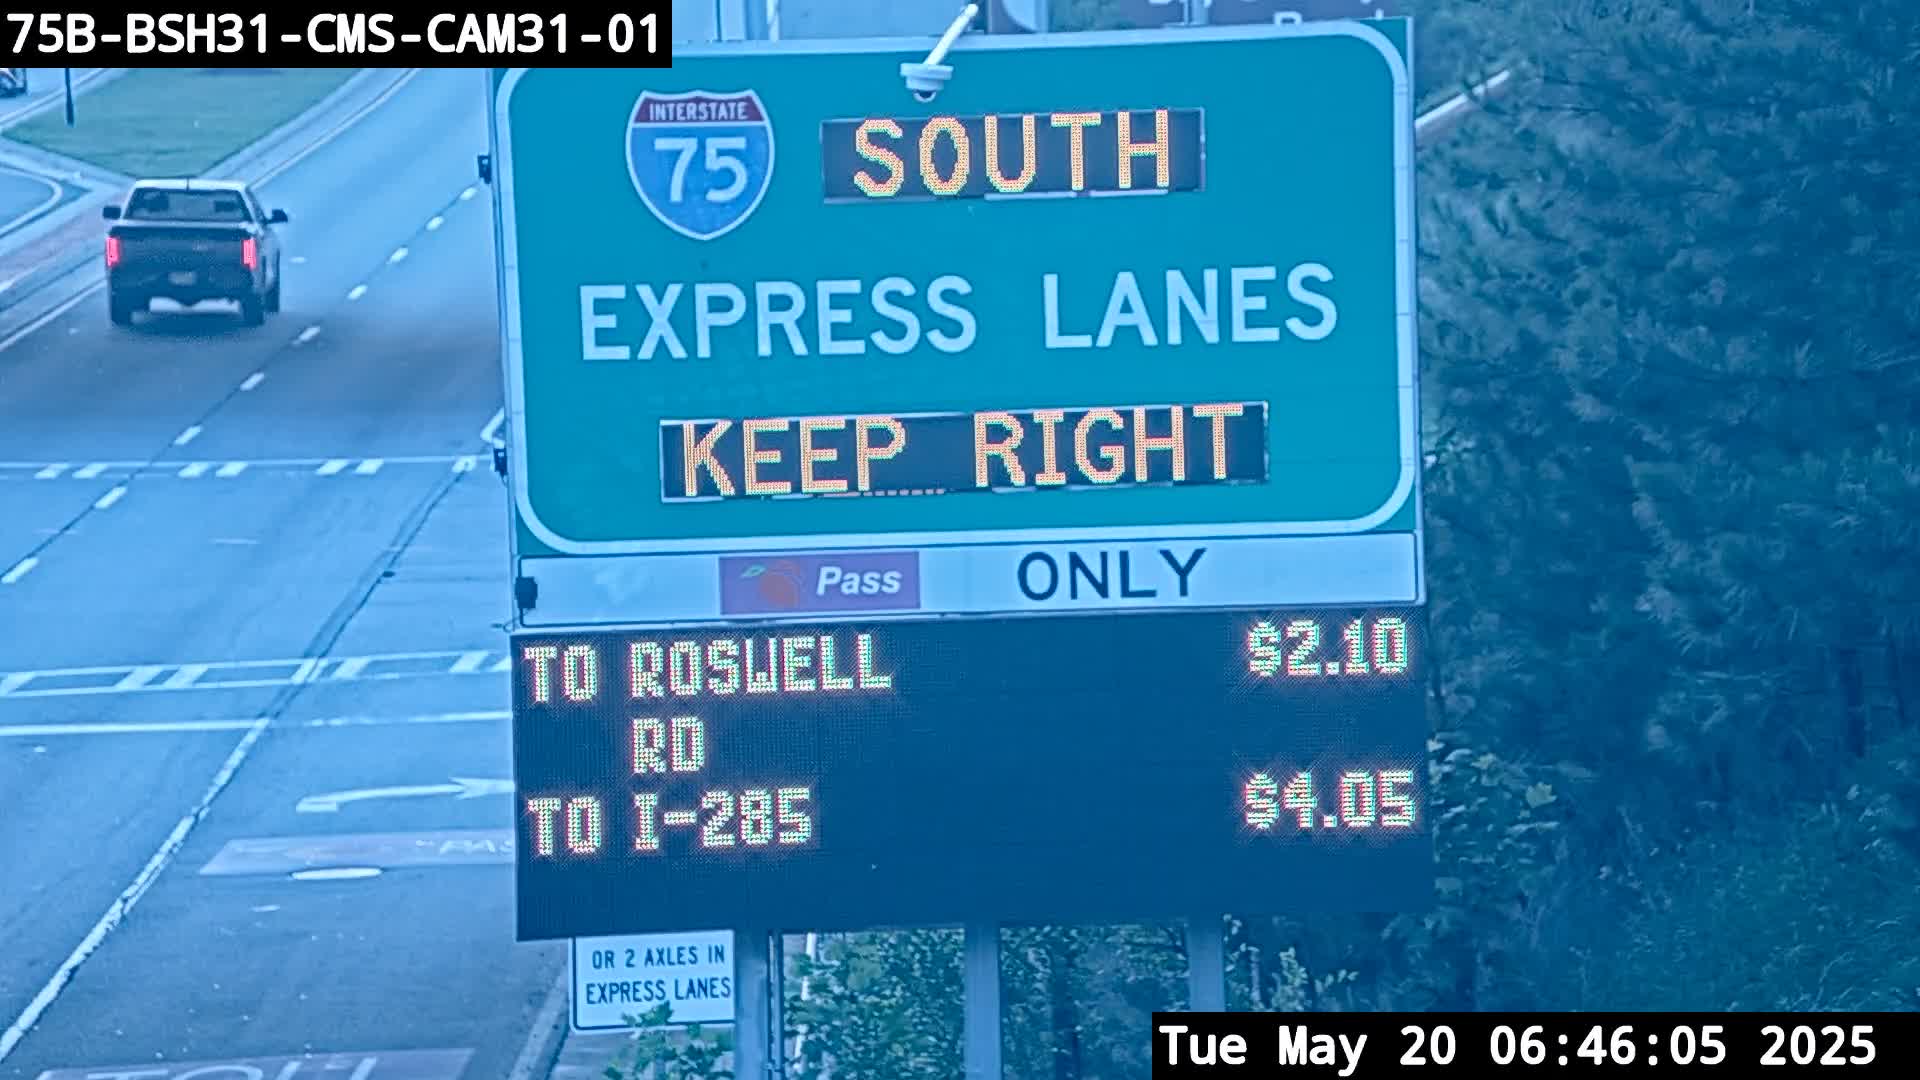 75B-BSH31-CMS-CAM31-01
INTERSTATE
75
SOUTH
EXPRESS LANES
KEEP RIGHT
Pass ONLY
TO ROSWELL $2.10
RD
TO I-285 $4.05
OR 2 AXLES IN
EXPRESS LANES
Tue May 20 06:46:05 2025